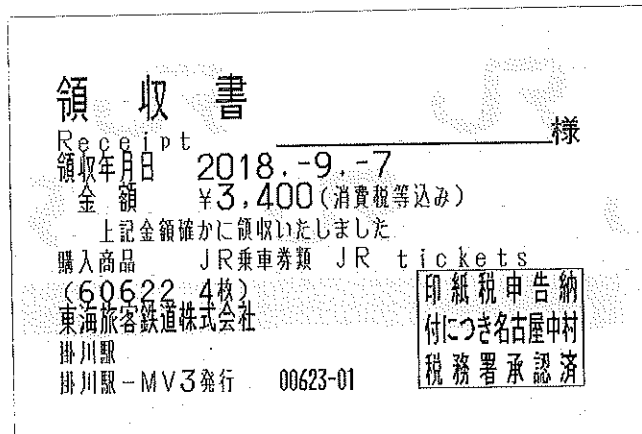 領収書
Receipt 様
領収年月日 2018.-9.-7
金額 ¥3,400(消費税等込み)
上記金額確かに領収いたしました
購入商品 JR乗車券類 JR tickets
(60622 4枚)
東海旅客鉄道株式会社
掛川駅
掛川駅-MV3発行 00623-01
印紙税申告納
付につき名古屋中村
税務署承認済
JR